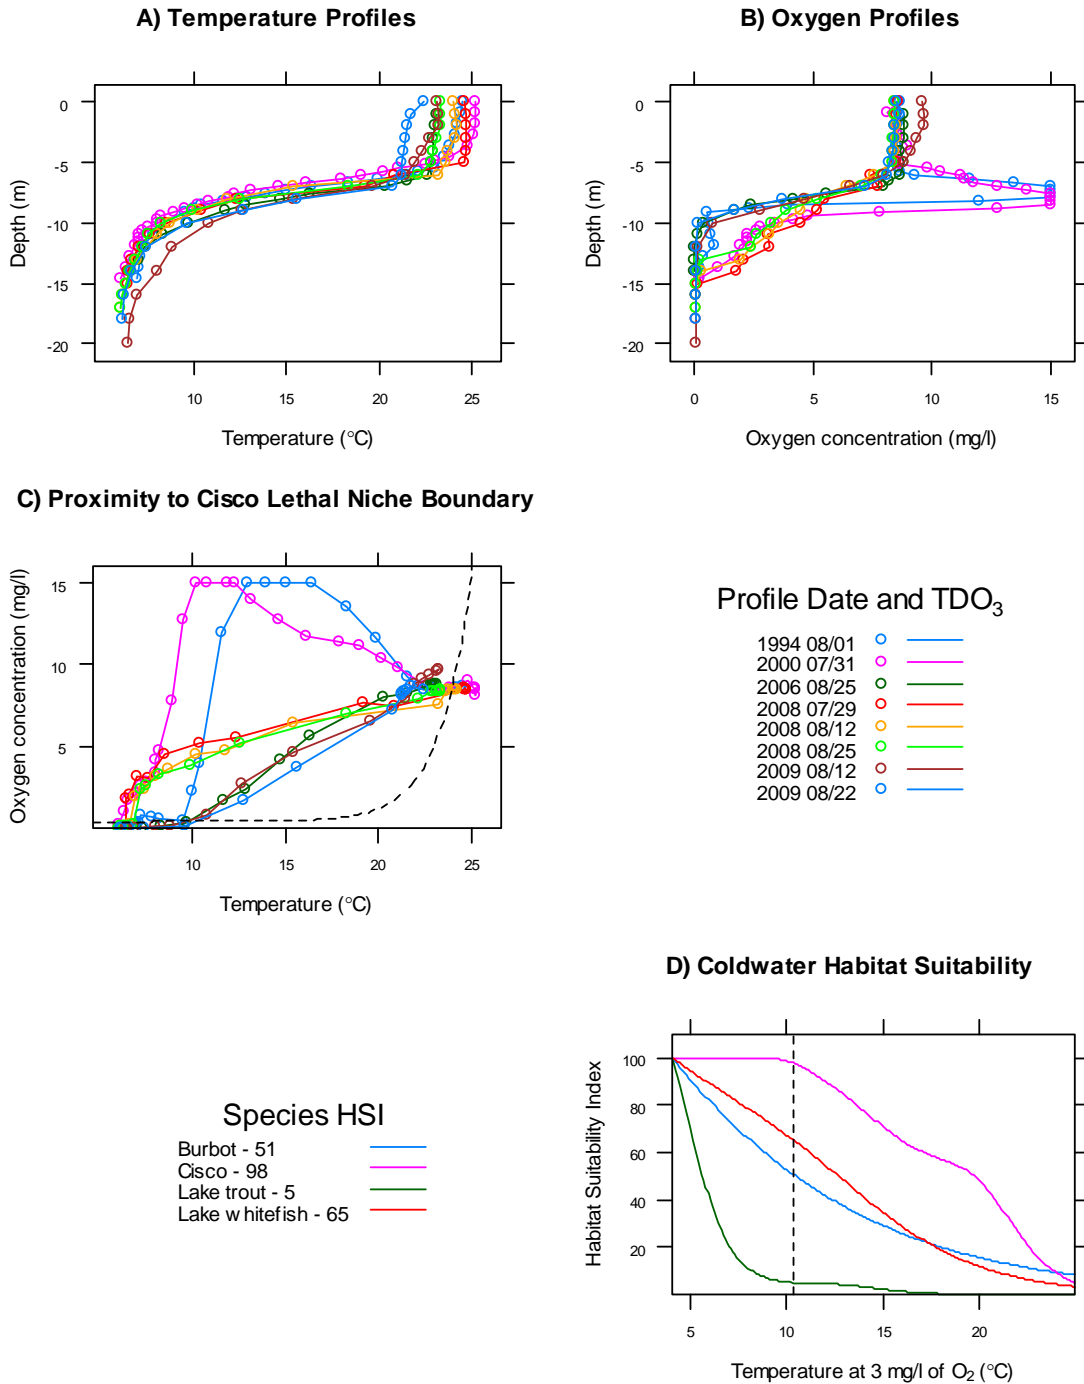 A) Temperature Profiles
B) Oxygen Profiles
0
-5
-10
-15
-20
Depth (m)
10
15
20
25
Temperature (°C)
0
-5
-10
-15
-20
Depth (m)
0
5
10
15
Oxygen concentration (mg/l)
C) Proximity to Cisco Lethal Niche Boundary
15
10
5
Oxygen concentration (mg/l)
10
15
20
25
Temperature (°C)
Profile Date and TDO₃
1994 08/01
2000 07/31
2006 08/25
2008 07/29
2008 08/12
2008 08/25
2009 08/12
2009 08/22
D) Coldwater Habitat Suitability
Species HSI
Burbot - 51
Cisco - 98
Lake trout - 5
Lake whitefish - 65
100
80
60
40
20
Habitat Suitability Index
5
10
15
20
Temperature at 3 mg/l of O₂ (°C)